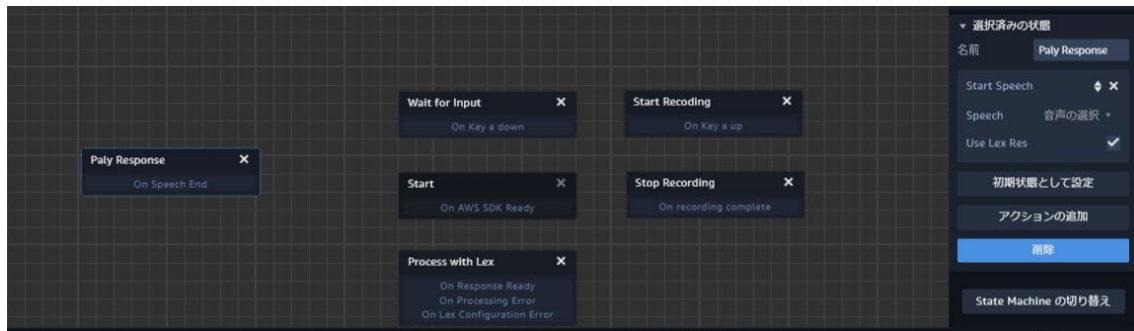 Wait for Input
On Key a down
Start Recoding
On Key a up
Paly Response
On Speech End
Start
On AWS SDK Ready
Stop Recording
On recording complete
Process with Lex
On Response Ready
On Processing Error
On Lex Configuration Error
選択済みの状態
名前 Paly Response
Start Speech
Speech 音声の選択
Use Lex Res
初期状態として設定
アクションの追加
削除
State Machine の切り替え